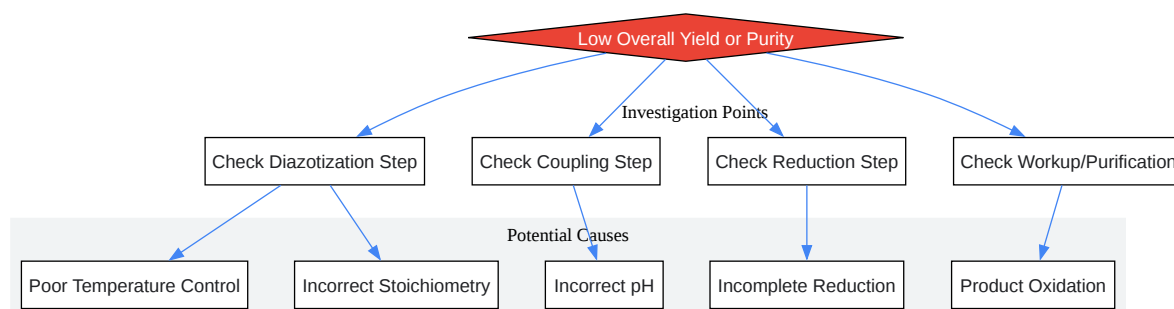 Low Overall Yield or Purity
Investigation Points
Check Diazotization Step
Check Coupling Step
Check Reduction Step
Check Workup/Purification
Potential Causes
Poor Temperature Control
Incorrect Stoichiometry
Incorrect pH
Incomplete Reduction
Product Oxidation